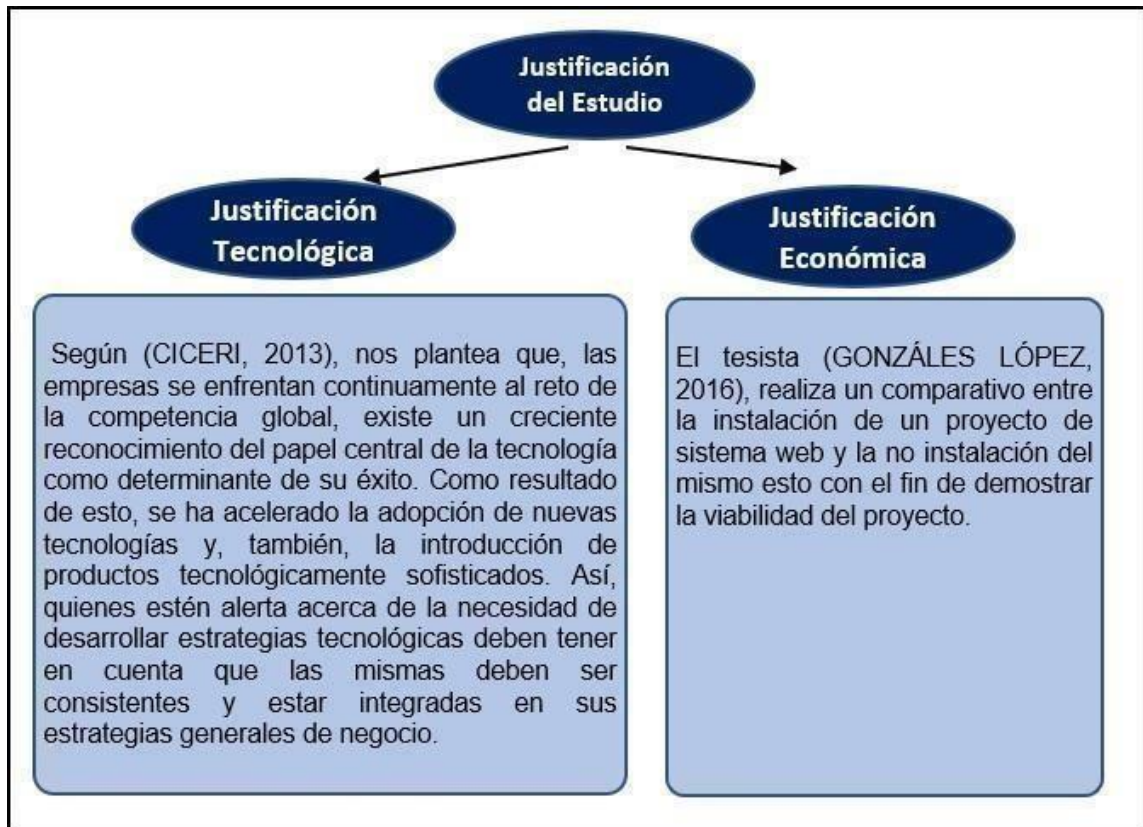 Justificación
del Estudio
Justificación
Tecnológica
Justificación
Económica
Según (CICERI, 2013), nos plantea que, las
empresas se enfrentan continuamente al reto de
la competencia global, existe un creciente
reconocimiento del papel central de la tecnología
como determinante de su éxito. Como resultado
de esto, se ha acelerado la adopción de nuevas
tecnologías y, también, la introducción de
productos tecnológicamente sofisticados. Así,
quienes estén alerta acerca de la necesidad de
desarrollar estrategias tecnológicas deben tener
en cuenta que las mismas deben ser
consistentes y estar integradas en sus
estrategias generales de negocio.
El tesista (GONZÁLES LÓPEZ,
2016), realiza un comparativo entre
la instalación de un proyecto de
sistema web y la no instalación del
mismo esto con el fin de demostrar
la viabilidad del proyecto.